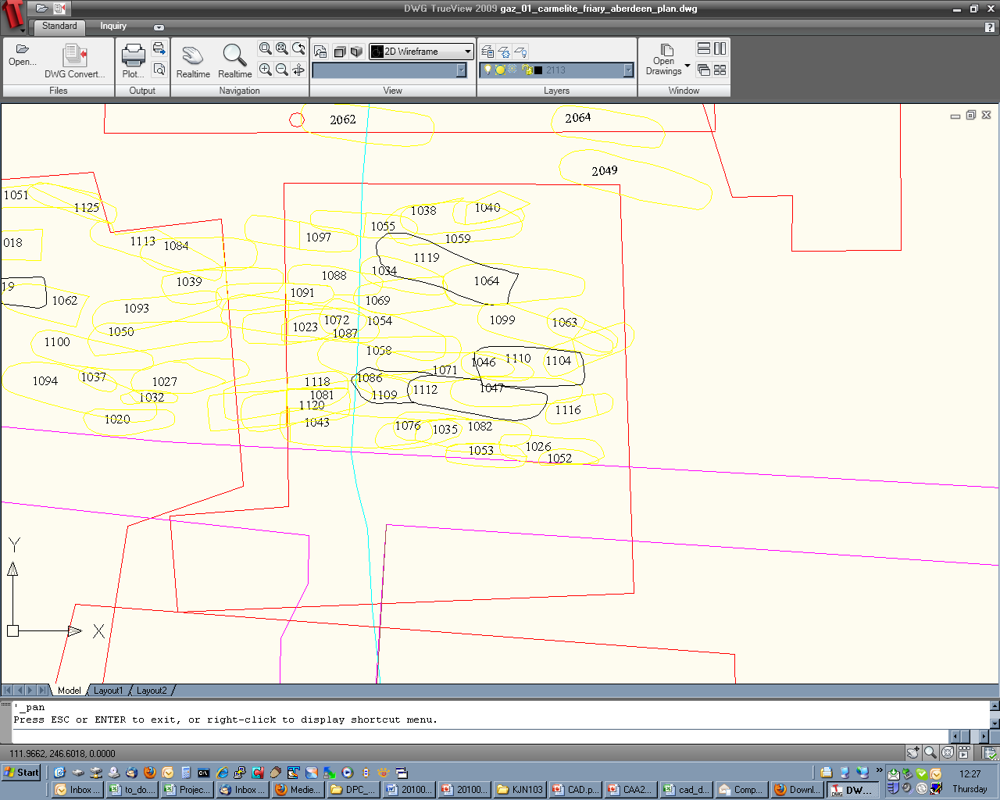 DWG TrueView 2009 gaz_01_carmelite_friary_aberdeen_plan.dwg
Standard Inquiry
Open... DWG Convert... Plot... Realtime Realtime 2D Wireframe 2113 Open Drawings
Files Output Navigation View Layers Window
2062 2064
2049
1051 1125
1038 1040
1055 1059
018 1113 1084 1097
1119
1034
19 1039 1088 1064
1062 1091 1069
1093 1072 1054 1099 1063
1050 1023 1087
1100 1058
1046 1110 1104
1071
1094 1037 1027 1118 1086 1112 1047
1032 1081 1109
1120 1116
1020 1043 1076 1035 1082
1053 1026
1052
Y
X
Model Layout1 Layout2
'_pan
Press ESC or ENTER to exit, or right-click to display shortcut menu.
111.9662, 246.6018, 0.0000
Start 12:27
Inbox ... to_do... Projec... Inbox ... Medie... DPC_... 20100... 20100... KJN103 CAD.p... CAA2... cad_d... Comp... Downl... DW... Thursday